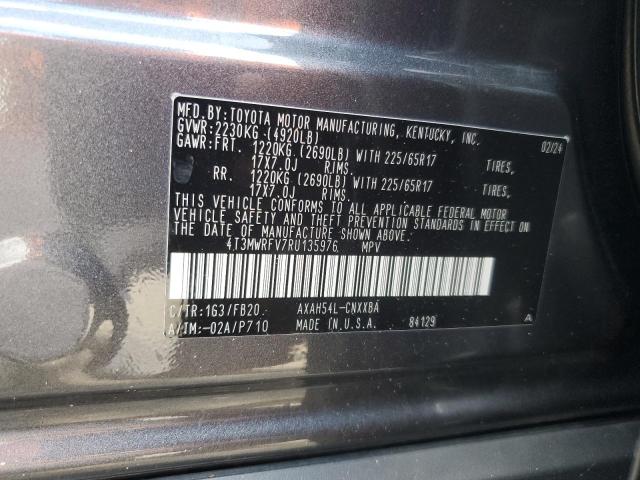 MFD.BY:TOYOTA MOTOR MANUFACTURING, KENTUCKY, INC.
GVWR:2230KG (4920LB) 02/24
GAWR:FRT. 1220KG (2690LB) WITH 225/65R17 TIRES,
17X7.0J RIMS.
RR. 1220KG (2690LB) WITH 225/65R17 TIRES,
17X7.0J RIMS.
THIS VEHICLE CONFORMS TO ALL APPLICABLE FEDERAL MOTOR
VEHICLE SAFETY AND THEFT PREVENTION STANDARDS IN EFFECT ON
THE DATE OF MANUFACTURE SHOWN ABOVE.
4T3MWRFV7RU135976 MPV
C/TR:1G3/FB20 AXAH54L-CNXXBA
A/TM:-02A/P710 MADE IN U.S.A. 84129 A